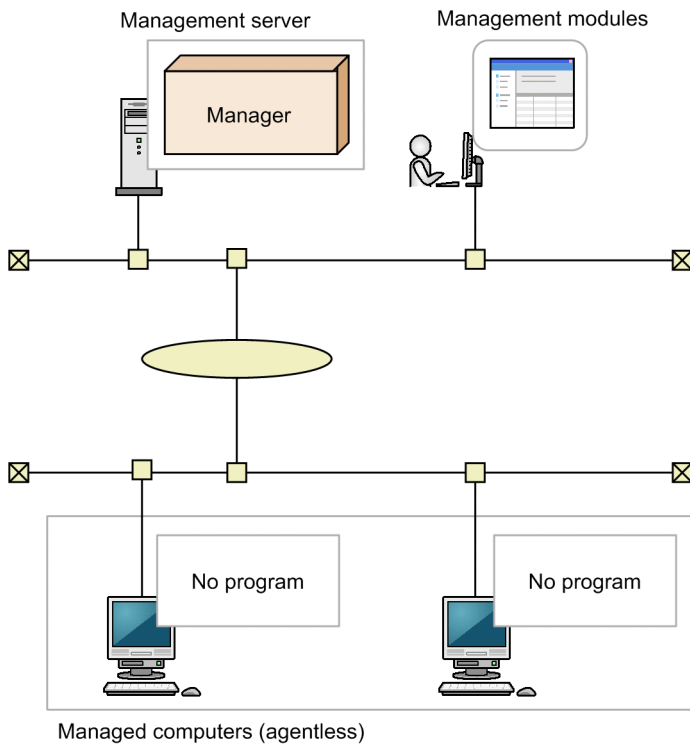 Management server
Management modules
Manager
No program
No program
Managed computers (agentless)